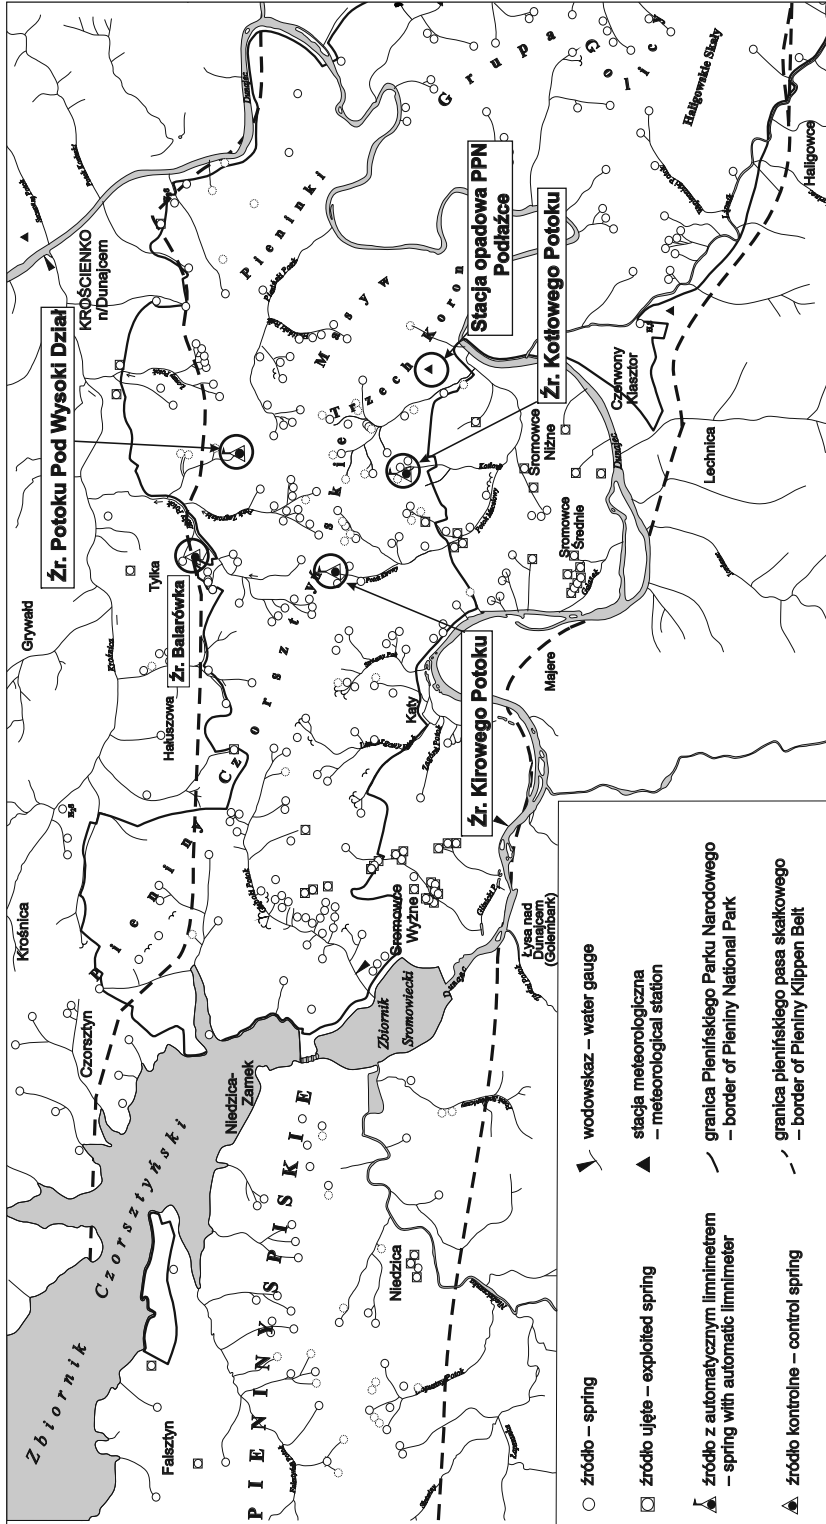 Zbiornik
Czorsztyński
Falsztyn
PIENINY SPISKIE
Niedzica-
Zamek
Niedzica
Czorsztyn
Krośnica
Pieniny
Czorsztyńskie
Hałuszowa
Grywałd
Tylka
Krośnica
Źr. Potoku Pod Wysoki Dział
Źr. Balarówka
KROŚCIENKO
n/Dunajcem
Dunajec
Pieninki
Masyw
Trzech Koron
Grupa
Golicy
Haligowskie Skały
Haligowce
Lipnik
Stacja opadowa PPN
Podłaźce
Źr. Kotłowego Potoku
Źr. Kirowego Potoku
Czerwony
Klasztor
Lechnica
Sromowce
Niżne
Sromowce
Średnie
Dunajec
Majere
Kąty
Sromowce
Wyżne
Zbiornik
Sromowiecki
Dunajec
Łysa nad
Dunajcem
(Golembark)
źródło – spring
źródło ujęte – exploited spring
źródło z automatycznym limnimetrem
– spring with automatic limnimeter
źródło kontrolne – control spring
wodowskaz – water gauge
stacja meteorologiczna
– meteorological station
granica Pienińskiego Parku Narodowego
– border of Pieniny National Park
granica pienińskiego pasa skałkowego
– border of Pieniny Klippen Belt